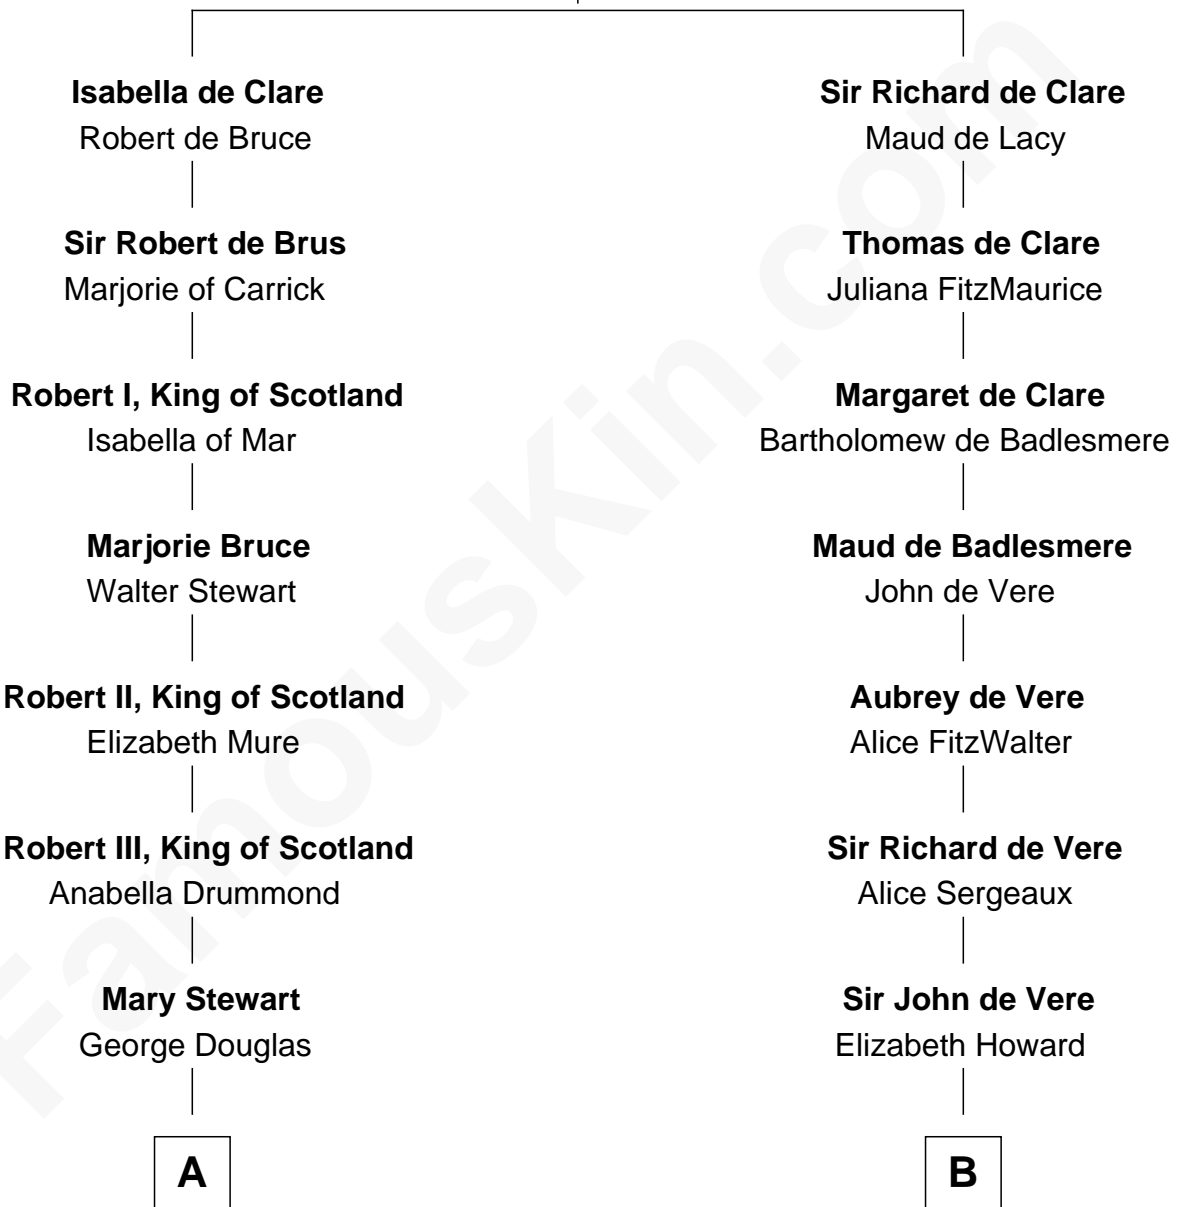 Isabella de Clare
Robert de Bruce
Sir Robert de Brus
Marjorie of Carrick
Robert I, King of Scotland
Isabella of Mar
Marjorie Bruce
Walter Stewart
Robert II, King of Scotland
Elizabeth Mure
Robert III, King of Scotland
Anabella Drummond
Mary Stewart
George Douglas
A
Sir Richard de Clare
Maud de Lacy
Thomas de Clare
Juliana FitzMaurice
Margaret de Clare
Bartholomew de Badlesmere
Maud de Badlesmere
John de Vere
Aubrey de Vere
Alice FitzWalter
Sir Richard de Vere
Alice Sergeaux
Sir John de Vere
Elizabeth Howard
B
FamousKin.com